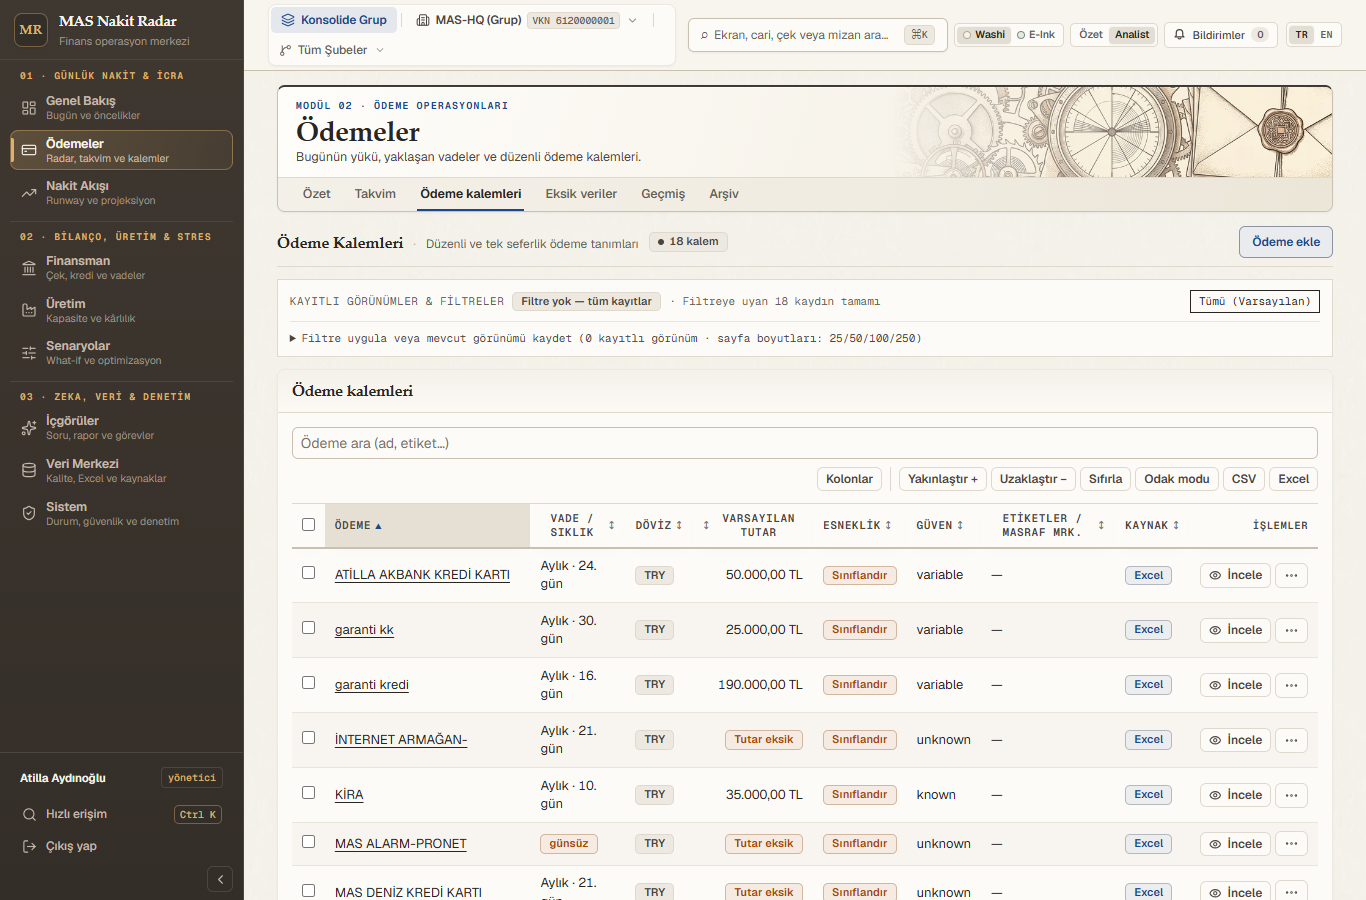 MR
MAS Nakit Radar
Finans operasyon merkezi
01 · GÜNLÜK NAKİT & İCRA
Genel Bakış
Bugün ve öncelikler
Ödemeler
Radar, takvim ve kalemler
Nakit Akışı
Runway ve projeksiyon
02 · BİLANÇO, ÜRETİM & STRES
Finansman
Çek, kredi ve vadeler
Üretim
Kapasite ve kârlılık
Senaryolar
What-if ve optimizasyon
03 · ZEKA, VERİ & DENETİM
İçgörüler
Soru, rapor ve görevler
Veri Merkezi
Kalite, Excel ve kaynaklar
Sistem
Durum, güvenlik ve denetim
Atilla Aydınoğlu yönetici
Hızlı erişim Ctrl K
Çıkış yap
Konsolide Grup MAS-HQ (Grup) VKN 6120000001
Tüm Şubeler
Ekran, cari, çek veya mizan ara... ⌘K
Washi E-Ink
Özet Analist
Bildirimler 0
TR EN
MODÜL 02 · ÖDEME OPERASYONLARI
Ödemeler
Bugünün yükü, yaklaşan vadeler ve düzenli ödeme kalemleri.
Özet Takvim Ödeme kalemleri Eksik veriler Geçmiş Arşiv
Ödeme Kalemleri · Düzenli ve tek seferlik ödeme tanımları 18 kalem
Ödeme ekle
KAYITLI GÖRÜNÜMLER & FİLTRELER Filtre yok — tüm kayıtlar · Filtreye uyan 18 kaydın tamamı Tümü (Varsayılan)
▶ Filtre uygula veya mevcut görünümü kaydet (0 kayıtlı görünüm · sayfa boyutları: 25/50/100/250)
Ödeme kalemleri
Ödeme ara (ad, etiket…)
Kolonlar Yakınlaştır + Uzaklaştır − Sıfırla Odak modu CSV Excel
ÖDEME ▲ VADE / SIKLIK ↕ DÖVİZ ↕ ↕ VARSAYILAN TUTAR ESNEKLİK ↕ GÜVEN ↕ ETİKETLER / MASRAF MRK. ↕ KAYNAK ↕ İŞLEMLER
ATİLLA AKBANK KREDİ KARTI Aylık · 24. gün TRY 50.000,00 TL Sınıflandır variable — Excel İncele ···
garanti kk Aylık · 30. gün TRY 25.000,00 TL Sınıflandır variable — Excel İncele ···
garanti kredi Aylık · 16. gün TRY 190.000,00 TL Sınıflandır variable — Excel İncele ···
İNTERNET ARMAĞAN- Aylık · 21. gün TRY Tutar eksik Sınıflandır unknown — Excel İncele ···
KİRA Aylık · 10. gün TRY 35.000,00 TL Sınıflandır known — Excel İncele ···
MAS ALARM-PRONET günsüz TRY Tutar eksik Sınıflandır unknown — Excel İncele ···
MAS DENİZ KREDİ KARTI Aylık · 21. gün TRY Tutar eksik Sınıflandır unknown — Excel İncele ···